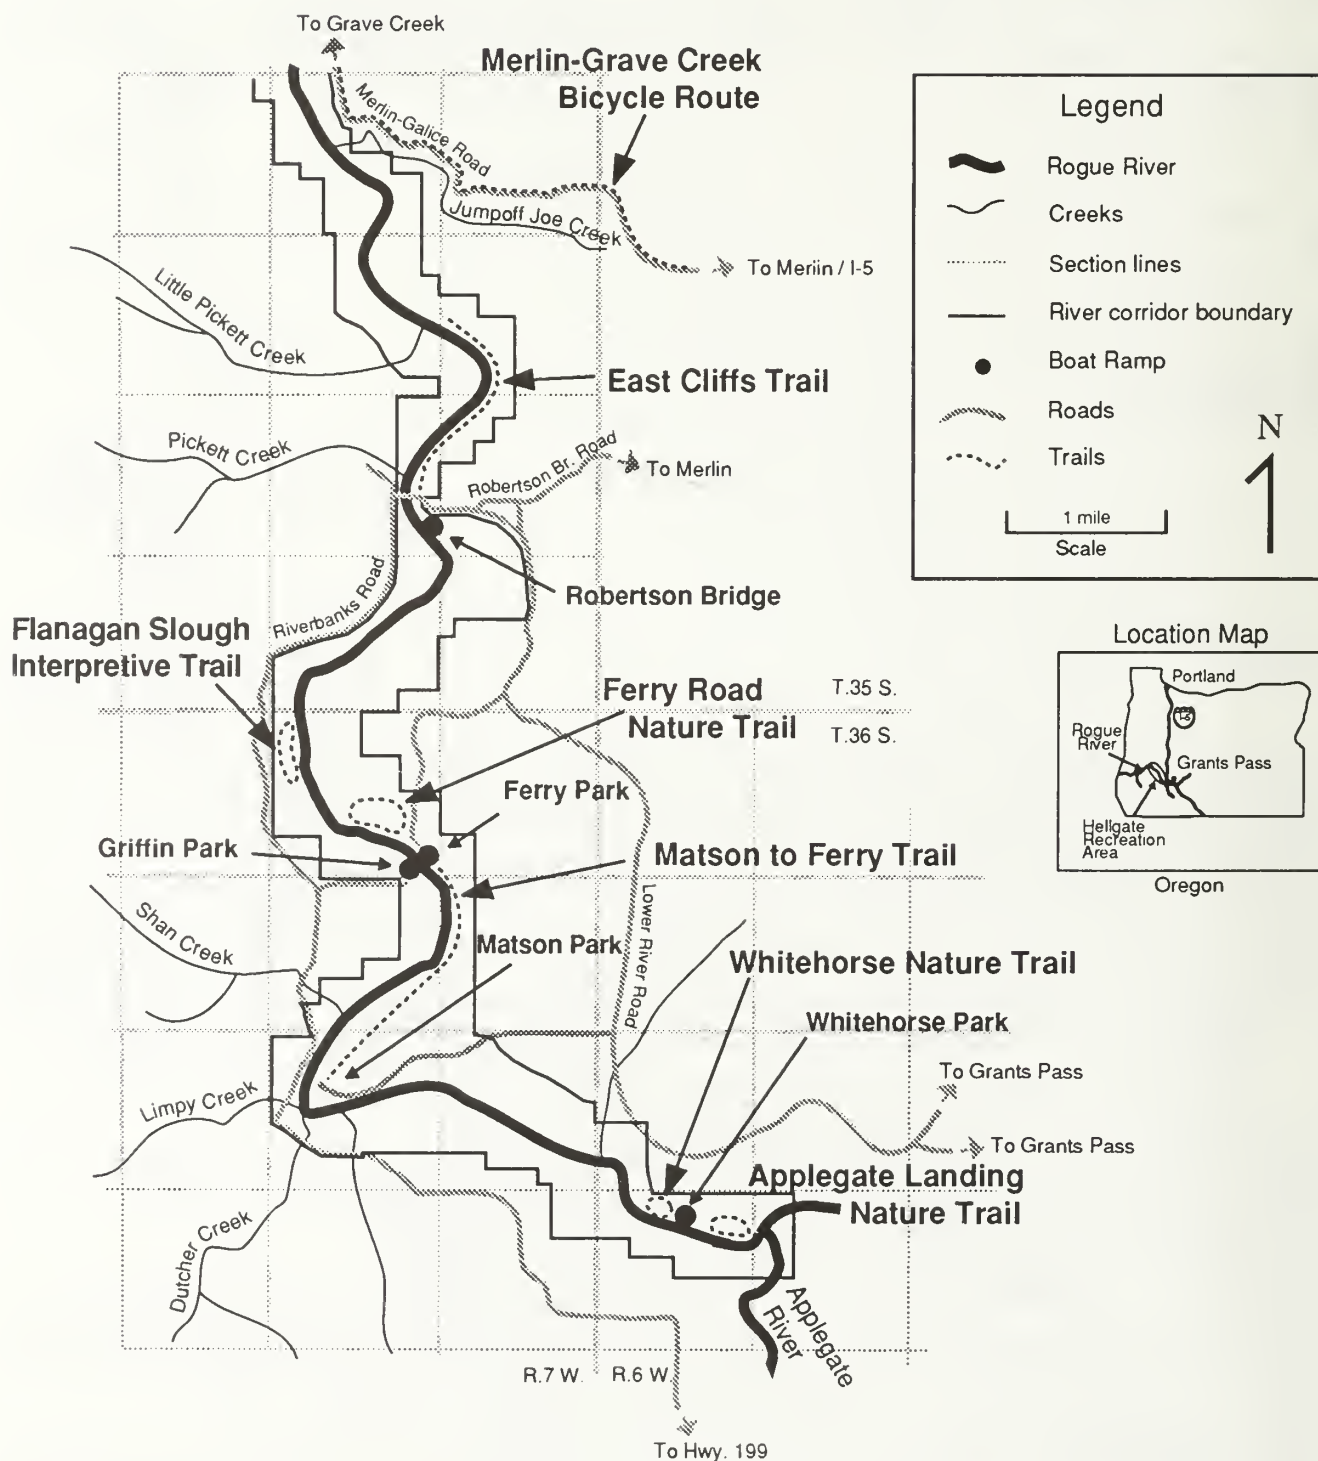 To Grave Creek
Merlin-Grave Creek
Bicycle Route
Merlin-Galice Road
Jumpoff Joe Creek
To Merlin / I-5
Little Pickett Creek
East Cliffs Trail
Pickett Creek
Robertson Br. Road
To Merlin
Robertson Bridge
Riverbanks Road
Flanagan Slough
Interpretive Trail
Ferry Road
Nature Trail
T.35 S.
T.36 S.
Ferry Park
Griffin Park
Matson to Ferry Trail
Lower River Road
Shan Creek
Matson Park
Whitehorse Nature Trail
Whitehorse Park
To Grants Pass
To Grants Pass
Limpy Creek
Applegate Landing
Nature Trail
Dutcher Creek
Applegate
River
R.7 W.
R.6 W.
To Hwy. 199
Legend
Rogue River
Creeks
Section lines
River corridor boundary
Boat Ramp
Roads
Trails
N
1 mile
Scale
Location Map
Portland
I-5
Rogue
River
Grants Pass
Hellgate
Recreation
Area
Oregon